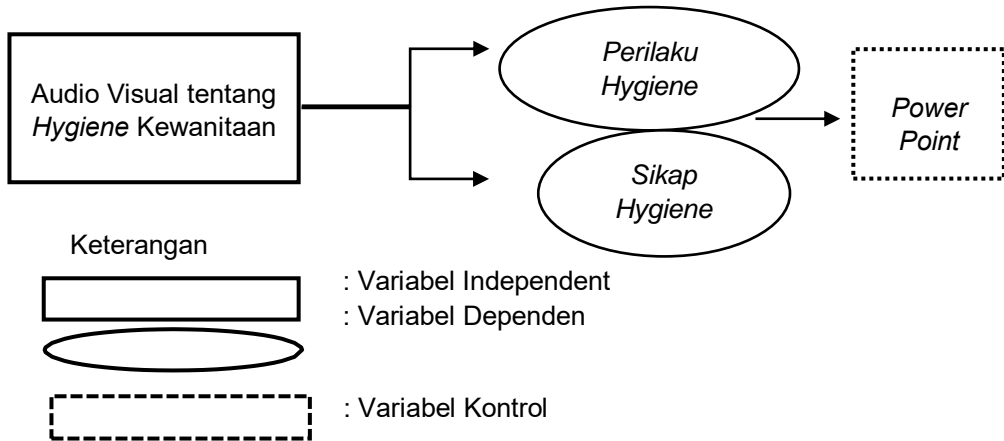 Audio Visual tentang
Hygiene Kewanitaan
Perilaku
Hygiene
Sikap
Hygiene
Power
Point
Keterangan
: Variabel Independent
: Variabel Dependen
: Variabel Kontrol